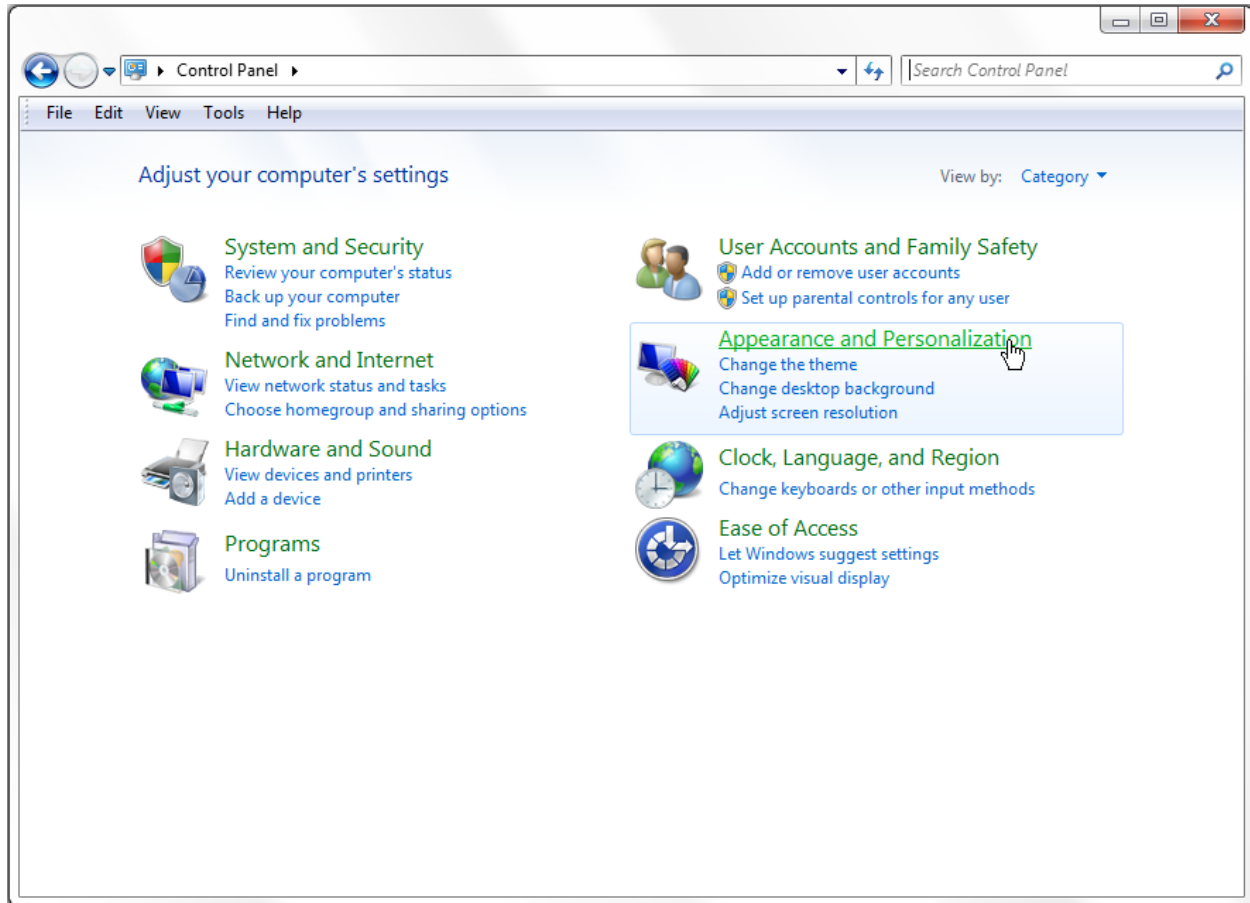 Control Panel
Search Control Panel
File Edit View Tools Help
Adjust your computer's settings
View by: Category
System and Security
Review your computer's status
Back up your computer
Find and fix problems
Network and Internet
View network status and tasks
Choose homegroup and sharing options
Hardware and Sound
View devices and printers
Add a device
Programs
Uninstall a program
User Accounts and Family Safety
Add or remove user accounts
Set up parental controls for any user
Appearance and Personalization
Change the theme
Change desktop background
Adjust screen resolution
Clock, Language, and Region
Change keyboards or other input methods
Ease of Access
Let Windows suggest settings
Optimize visual display